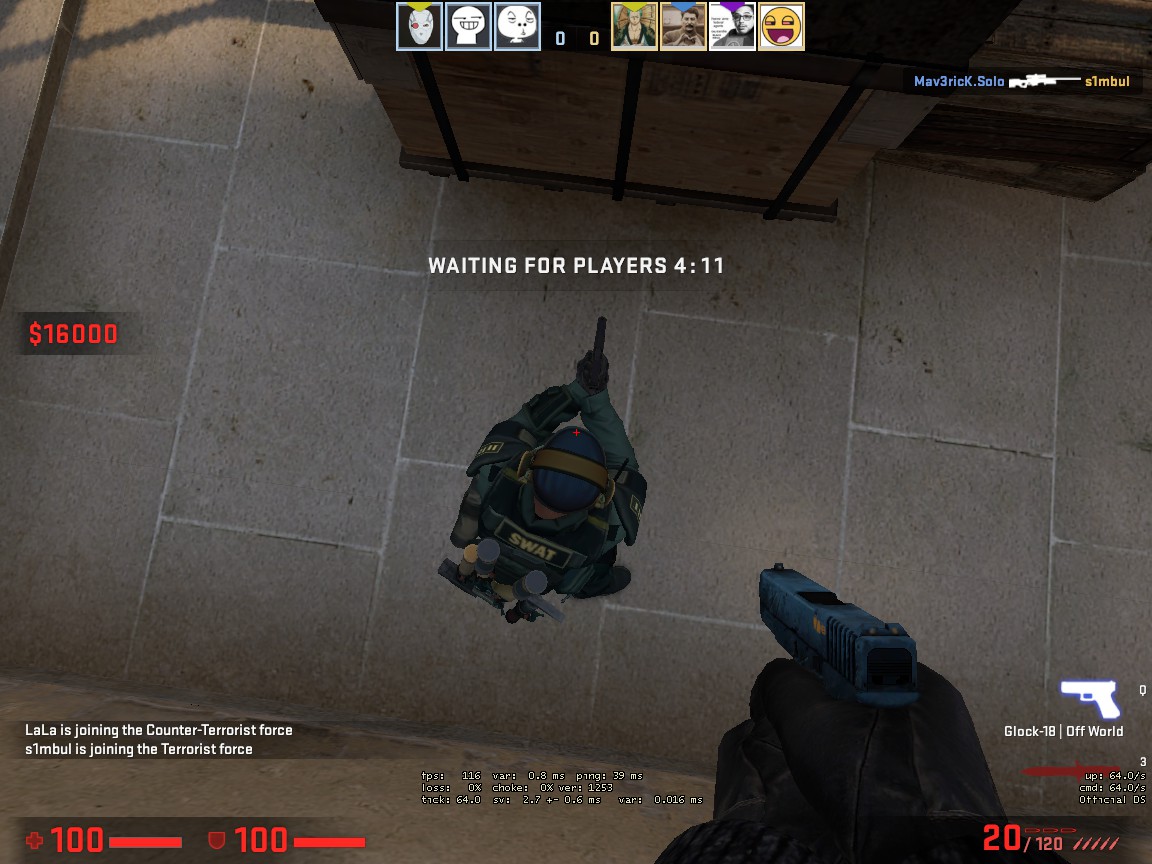 0 0
Mav3ricK.Solo s1mbul
WAITING FOR PLAYERS 4:11
$16000
SWAT
Q
Glock-18 | Off World
LaLa is joining the Counter-Terrorist force
s1mbul is joining the Terrorist force
3
fps: 116 var: 0.8 ms ping: 39 ms
loss: 0% choke: 0% ver: 1253
tick: 64.0 sv: 2.7 +- 0.6 ms var: 0.016 ms
up: 64.0/s
cmd: 64.0/s
Official DS
100 100
20/120